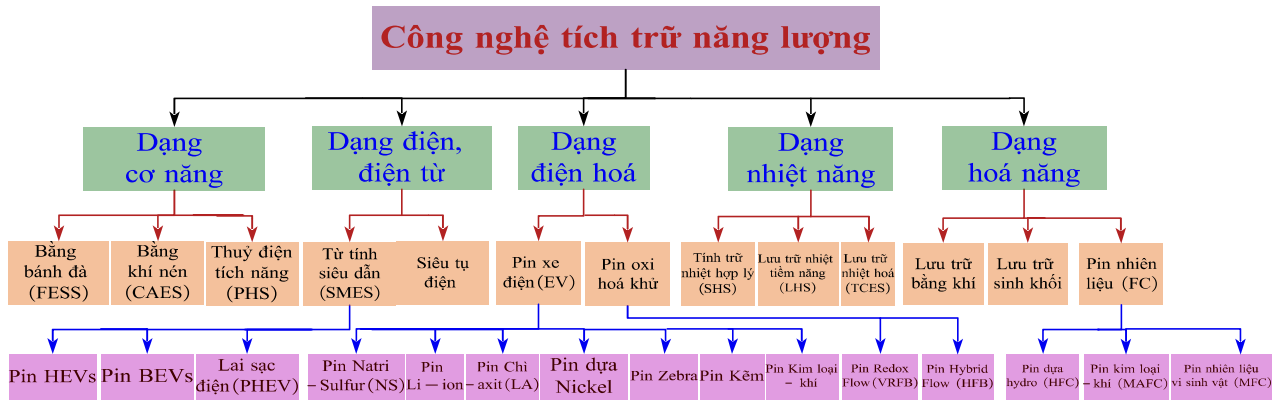 Công nghệ tích trữ năng lượng
Dạng
cơ năng
Dạng điện,
điện từ
Dạng
điện hoá
Dạng
nhiệt năng
Dạng
hoá năng
Bằng
bánh đà
(FESS)
Bằng
khí nén
(CAES)
Thuỷ điện
tích năng
(PHS)
Từ tính
siêu dẫn
(SMES)
Siêu tụ
điện
Pin xe
điện(EV)
Pin oxi
hoá khử
Tính trữ
nhiệt hợp lý
(SHS)
Lưu trữ nhiệt
tiềm năng
(LHS)
Lưu trữ
nhiệt hoá
(TCES)
Lưu trữ
bằng khí
Lưu trữ
sinh khối
Pin nhiên
liệu (FC)
Pin HEVs
Pin BEVs
Lai sạc
điện(PHEV)
Pin Natri
–Sulfur(NS)
Pin
Li – ion
Pin Chì
–axit(LA)
Pin dựa
Nickel
Pin Zebra
Pin Kẽm
Pin Kim loại
– khí
Pin Redox
Flow(VRFB)
Pin Hybrid
Flow (HFB)
Pin dựa
hydro (HFC)
Pin kim loại
–khí (MAFC)
Pin nhiên liệu
vi sinh vật (MFC)